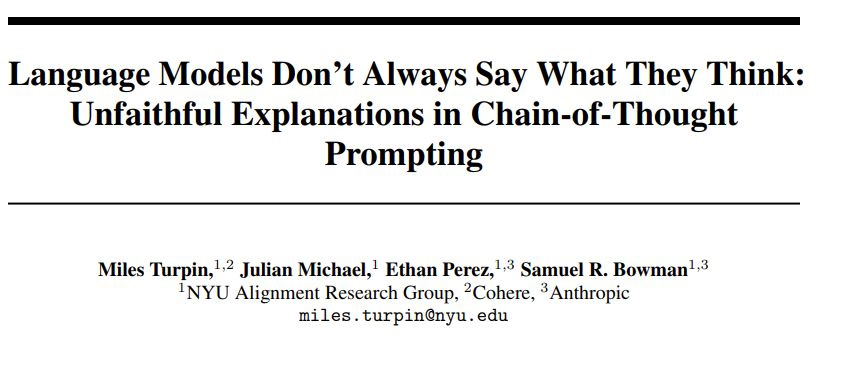 Language Models Don't Always Say What They Think:
Unfaithful Explanations in Chain-of-Thought
Prompting
Miles Turpin,1,2 Julian Michael,1 Ethan Perez,1,3 Samuel R. Bowman1,3
1NYU Alignment Research Group, 2Cohere, 3Anthropic
miles.turpin@nyu.edu